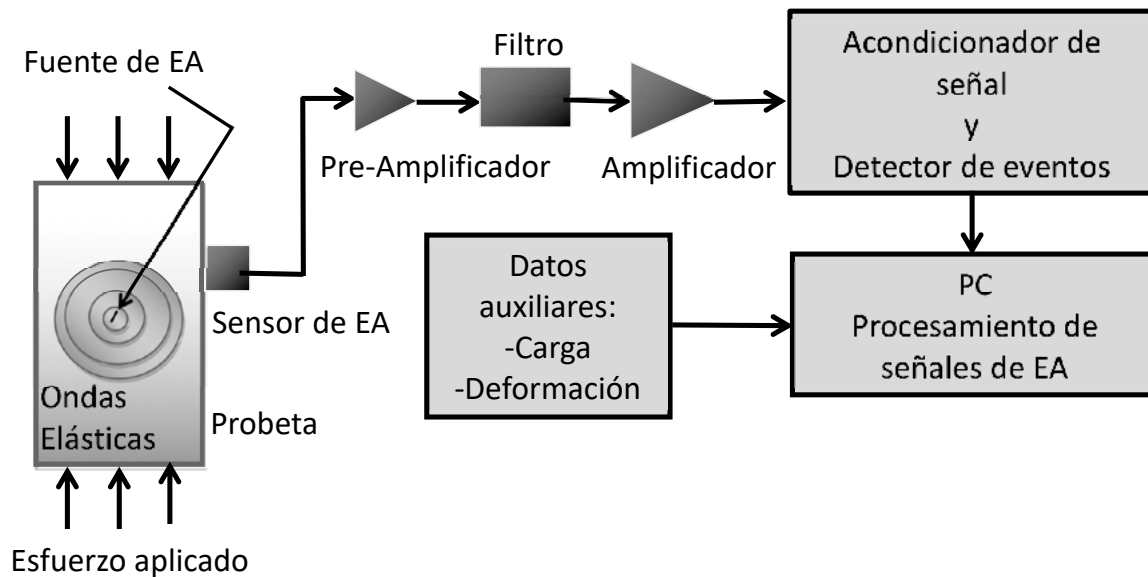 Fuente de EA
Filtro
Pre-Amplificador
Amplificador
Acondicionador de
señal
y
Detector de eventos
Sensor de EA
Ondas
Elásticas
Probeta
Esfuerzo aplicado
Datos
auxiliares:
-Carga
-Deformación
PC
Procesamiento de
señales de EA